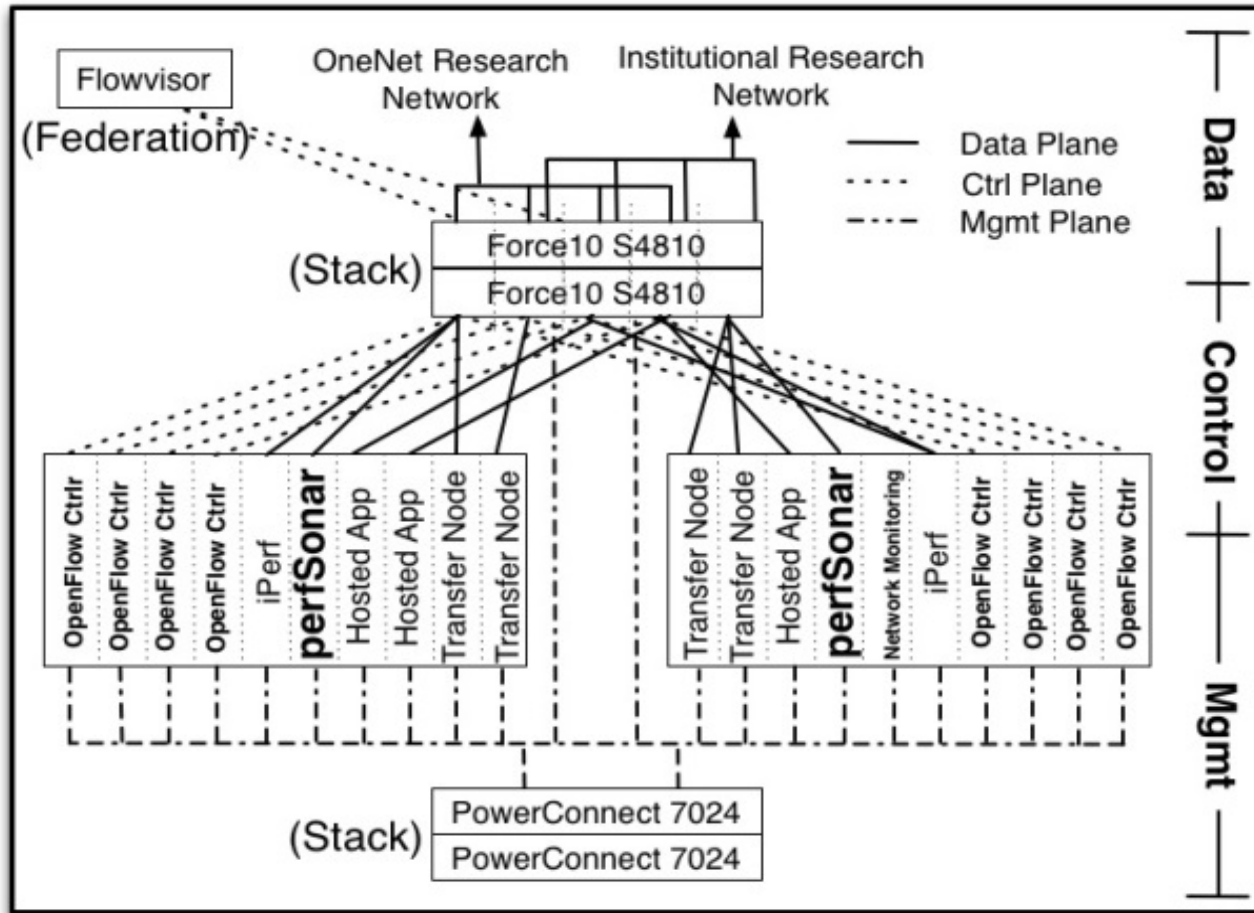 Flowvisor
(Federation)
OneNet Research
Network
Institutional Research
Network
Data Plane
Ctrl Plane
Mgmt Plane
(Stack)
Force10 S4810
Force10 S4810
OpenFlow Ctrlr
OpenFlow Ctrlr
OpenFlow Ctrlr
OpenFlow Ctrlr
iPerf
perfSonar
Hosted App
Hosted App
Transfer Node
Transfer Node
Transfer Node
Transfer Node
Hosted App
perfSonar
Network Monitoring
iPerf
OpenFlow Ctrlr
OpenFlow Ctrlr
OpenFlow Ctrlr
OpenFlow Ctrlr
(Stack)
PowerConnect 7024
PowerConnect 7024
Data
Control
Mgmt